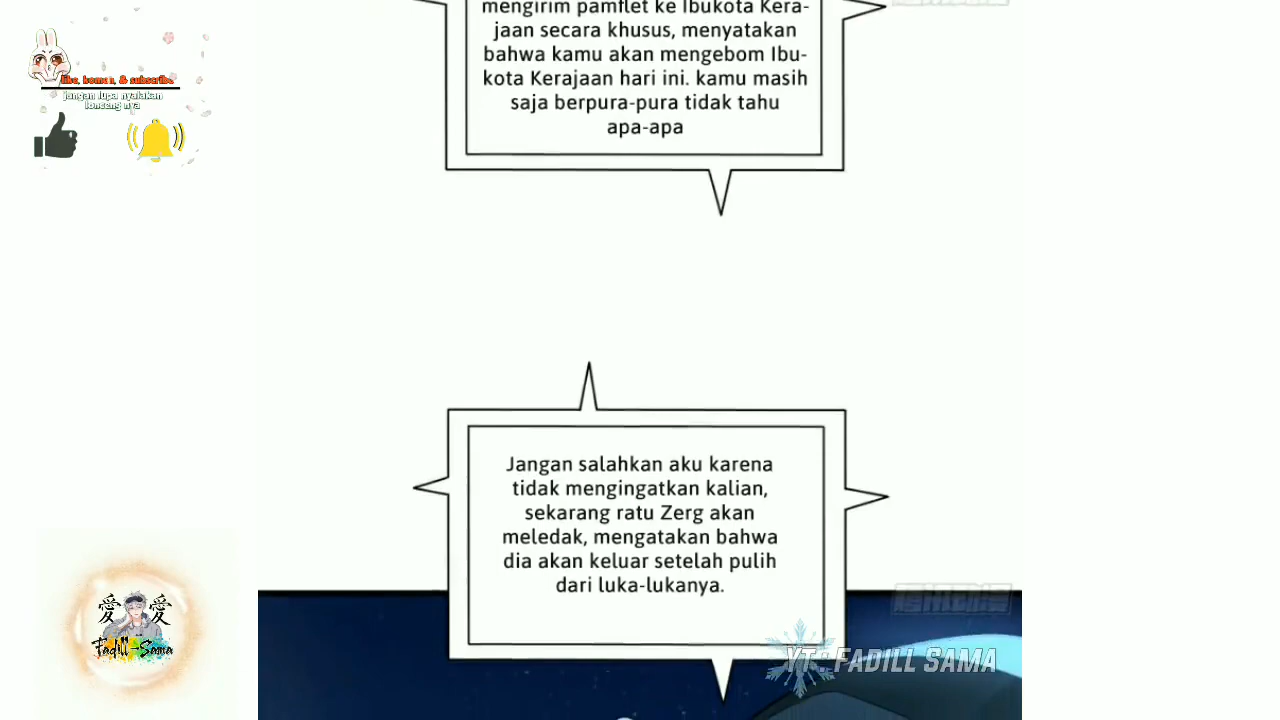 mengirim pamflet ke Ibukota Kera-
jaan secara khusus, menyatakan
bahwa kamu akan mengebom Ibu-
kota Kerajaan hari ini. kamu masih
saja berpura-pura tidak tahu
apa-apa
like, komen, & subscribe
jangan lupa nyalakan
lonceng nya
Jangan salahkan aku karena
tidak mengingatkan kalian,
sekarang ratu Zerg akan
meledak, mengatakan bahwa
dia akan keluar setelah pulih
dari luka-lukanya.
愛 愛
Fadill-Sama
YT : FADILL SAMA